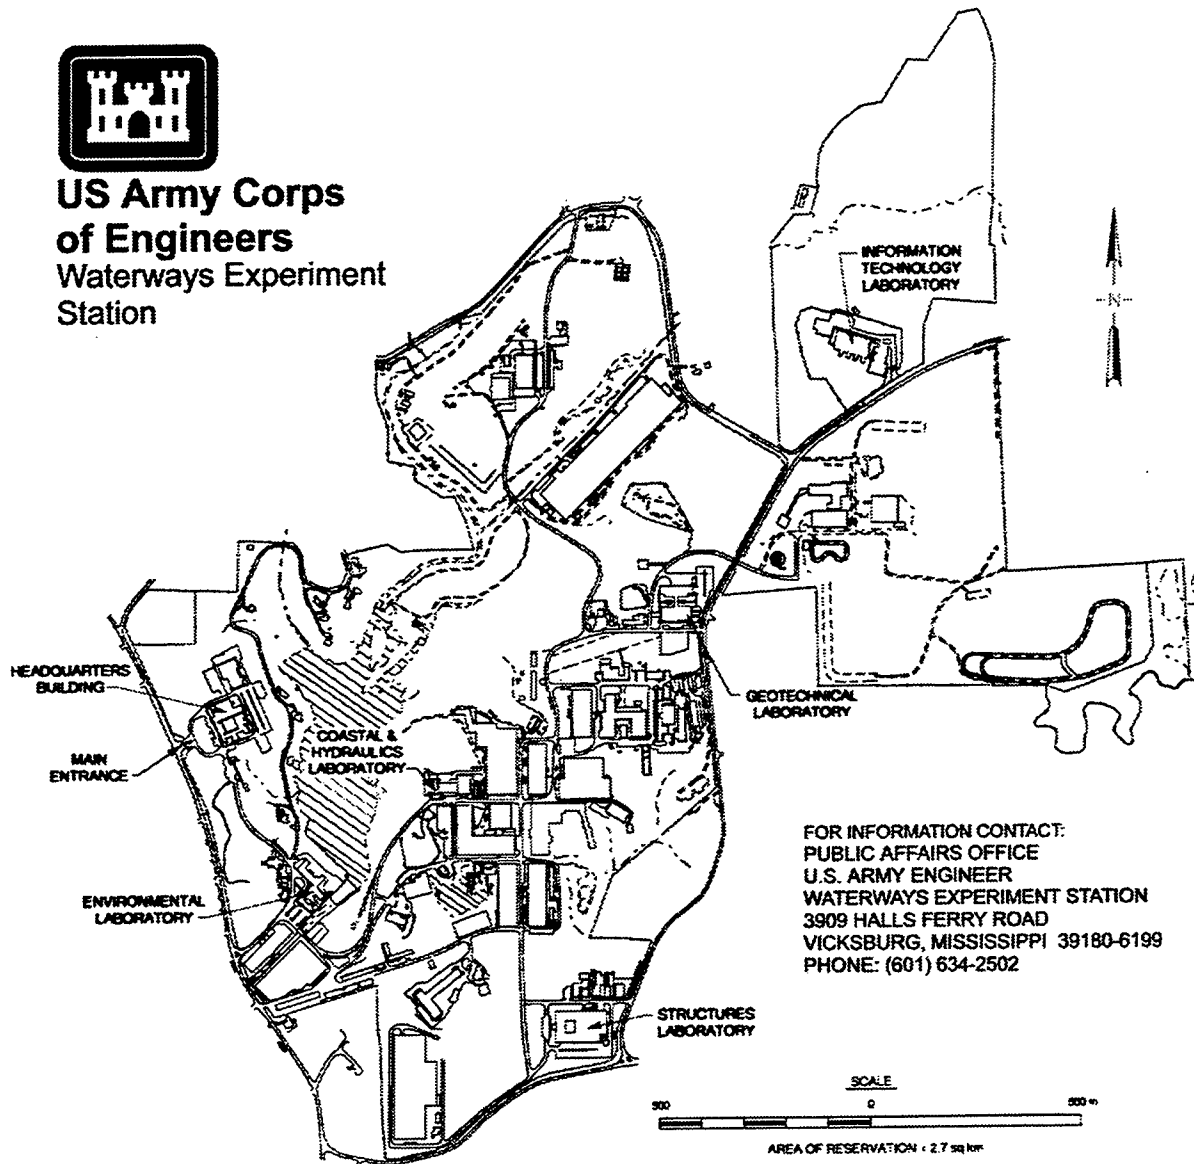 US Army Corps
of Engineers
Waterways Experiment
Station
INFORMATION
TECHNOLOGY
LABORATORY
N
HEADQUARTERS
BUILDING
MAIN
ENTRANCE
COASTAL &
HYDRAULICS
LABORATORY
GEOTECHNICAL
LABORATORY
ENVIRONMENTAL
LABORATORY
STRUCTURES
LABORATORY
FOR INFORMATION CONTACT:
PUBLIC AFFAIRS OFFICE
U.S. ARMY ENGINEER
WATERWAYS EXPERIMENT STATION
3909 HALLS FERRY ROAD
VICKSBURG, MISSISSIPPI 39180-6199
PHONE: (601) 634-2502
SCALE
500 0 500 m
AREA OF RESERVATION = 2.7 sq km